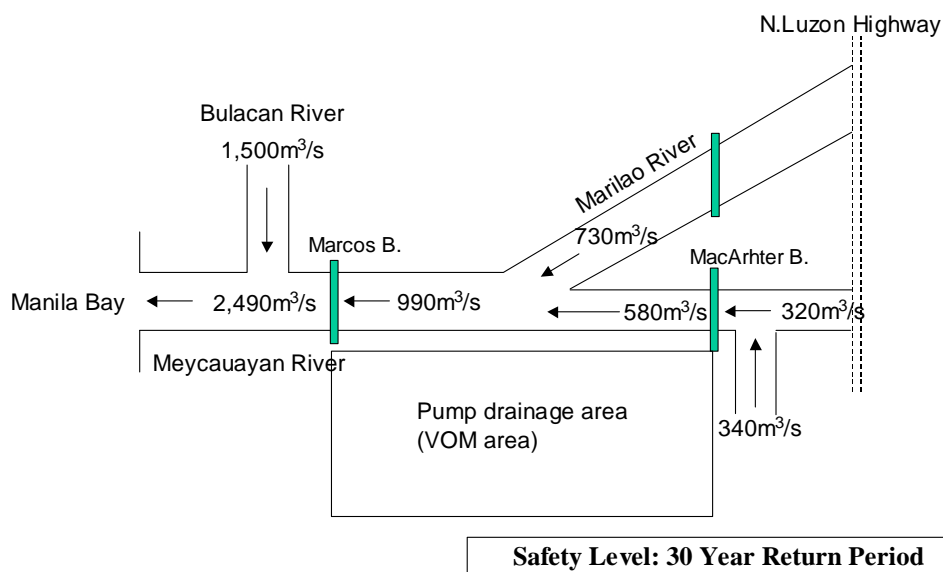 N.Luzon Highway
Bulacan River
1,500m³/s
Marilao River
730m³/s
Marcos B.
MacArhter B.
Manila Bay
2,490m³/s
990m³/s
580m³/s
320m³/s
Meycauayan River
Pump drainage area
(VOM area)
340m³/s
Safety Level: 30 Year Return Period